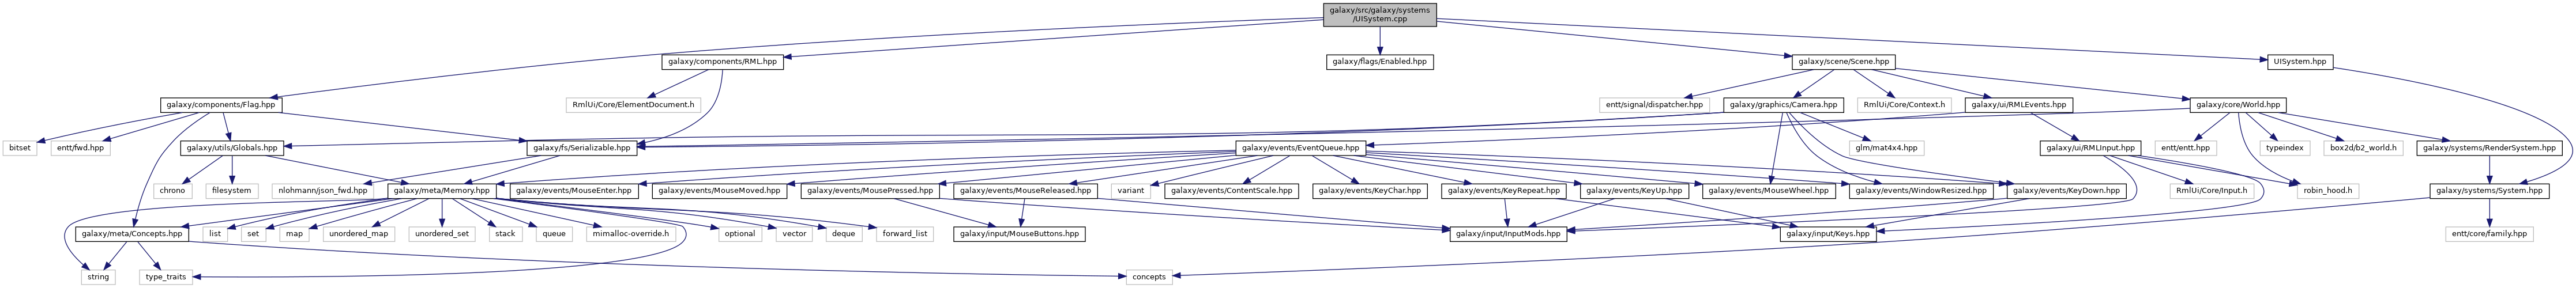 galaxy/src/galaxy/systems
/UISystem.cpp
galaxy/components/RML.hpp
galaxy/flags/Enabled.hpp
galaxy/scene/Scene.hpp
UISystem.hpp
galaxy/components/Flag.hpp
RmlUi/Core/ElementDocument.h
entt/signal/dispatcher.hpp
galaxy/graphics/Camera.hpp
RmlUi/Core/Context.h
galaxy/ui/RMLEvents.hpp
galaxy/core/World.hpp
bitset
entt/fwd.hpp
galaxy/utils/Globals.hpp
galaxy/fs/Serializable.hpp
galaxy/events/EventQueue.hpp
glm/mat4x4.hpp
galaxy/ui/RMLInput.hpp
entt/entt.hpp
typeindex
box2d/b2_world.h
galaxy/systems/RenderSystem.hpp
chrono
filesystem
nlohmann/json_fwd.hpp
galaxy/meta/Memory.hpp
galaxy/events/MouseEnter.hpp
galaxy/events/MouseMoved.hpp
galaxy/events/MousePressed.hpp
galaxy/events/MouseReleased.hpp
variant
galaxy/events/ContentScale.hpp
galaxy/events/KeyChar.hpp
galaxy/events/KeyRepeat.hpp
galaxy/events/KeyUp.hpp
galaxy/events/MouseWheel.hpp
galaxy/events/WindowResized.hpp
galaxy/events/KeyDown.hpp
RmlUi/Core/Input.h
robin_hood.h
galaxy/systems/System.hpp
galaxy/meta/Concepts.hpp
list
set
map
unordered_map
unordered_set
stack
queue
mimalloc-override.h
optional
vector
deque
forward_list
galaxy/input/MouseButtons.hpp
galaxy/input/InputMods.hpp
galaxy/input/Keys.hpp
entt/core/family.hpp
string
type_traits
concepts